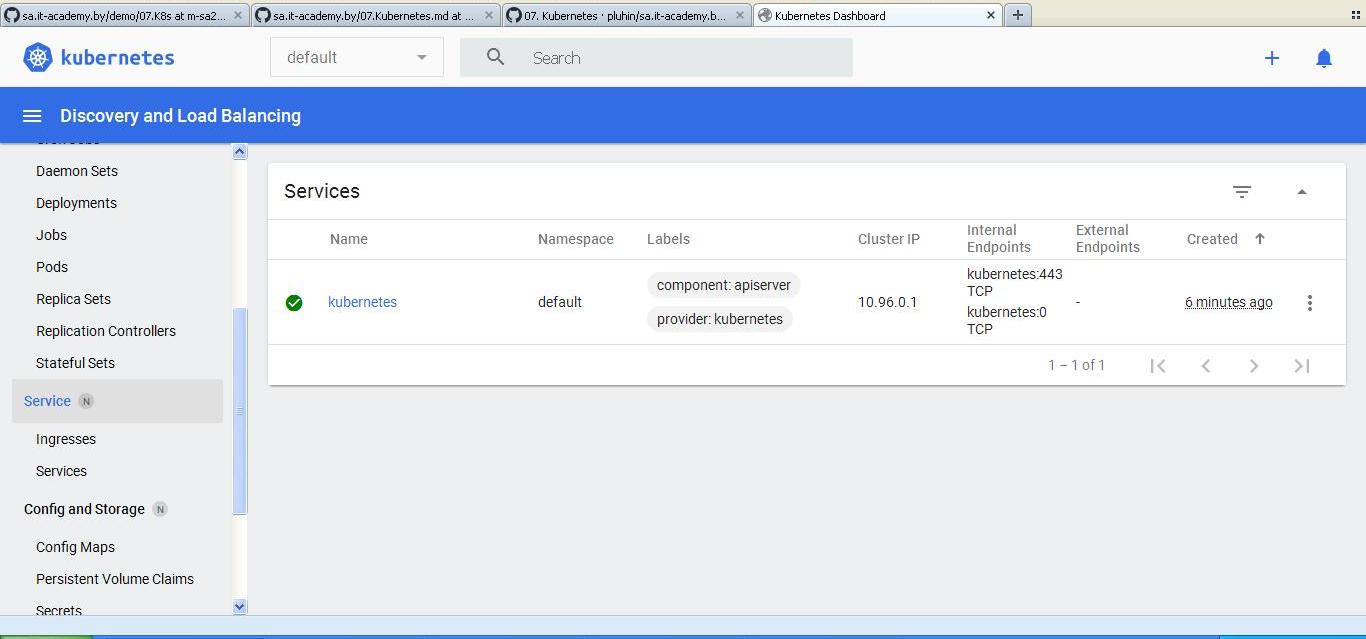 sa.it-academy.by/demo/07.K8s at m-sa2...
sa.it-academy.by/07.Kubernetes.md at ...
07. Kubernetes · pluhin/sa.it-academy.b...
Kubernetes Dashboard
kubernetes
default
Search
Discovery and Load Balancing
Daemon Sets
Deployments
Jobs
Pods
Replica Sets
Replication Controllers
Stateful Sets
Service N
Ingresses
Services
Config and Storage N
Config Maps
Persistent Volume Claims
Secrets
Services
Name Namespace Labels Cluster IP Internal Endpoints External Endpoints Created
kubernetes default component: apiserver 10.96.0.1 kubernetes:443 TCP - 6 minutes ago
provider: kubernetes kubernetes:0 TCP
1 – 1 of 1